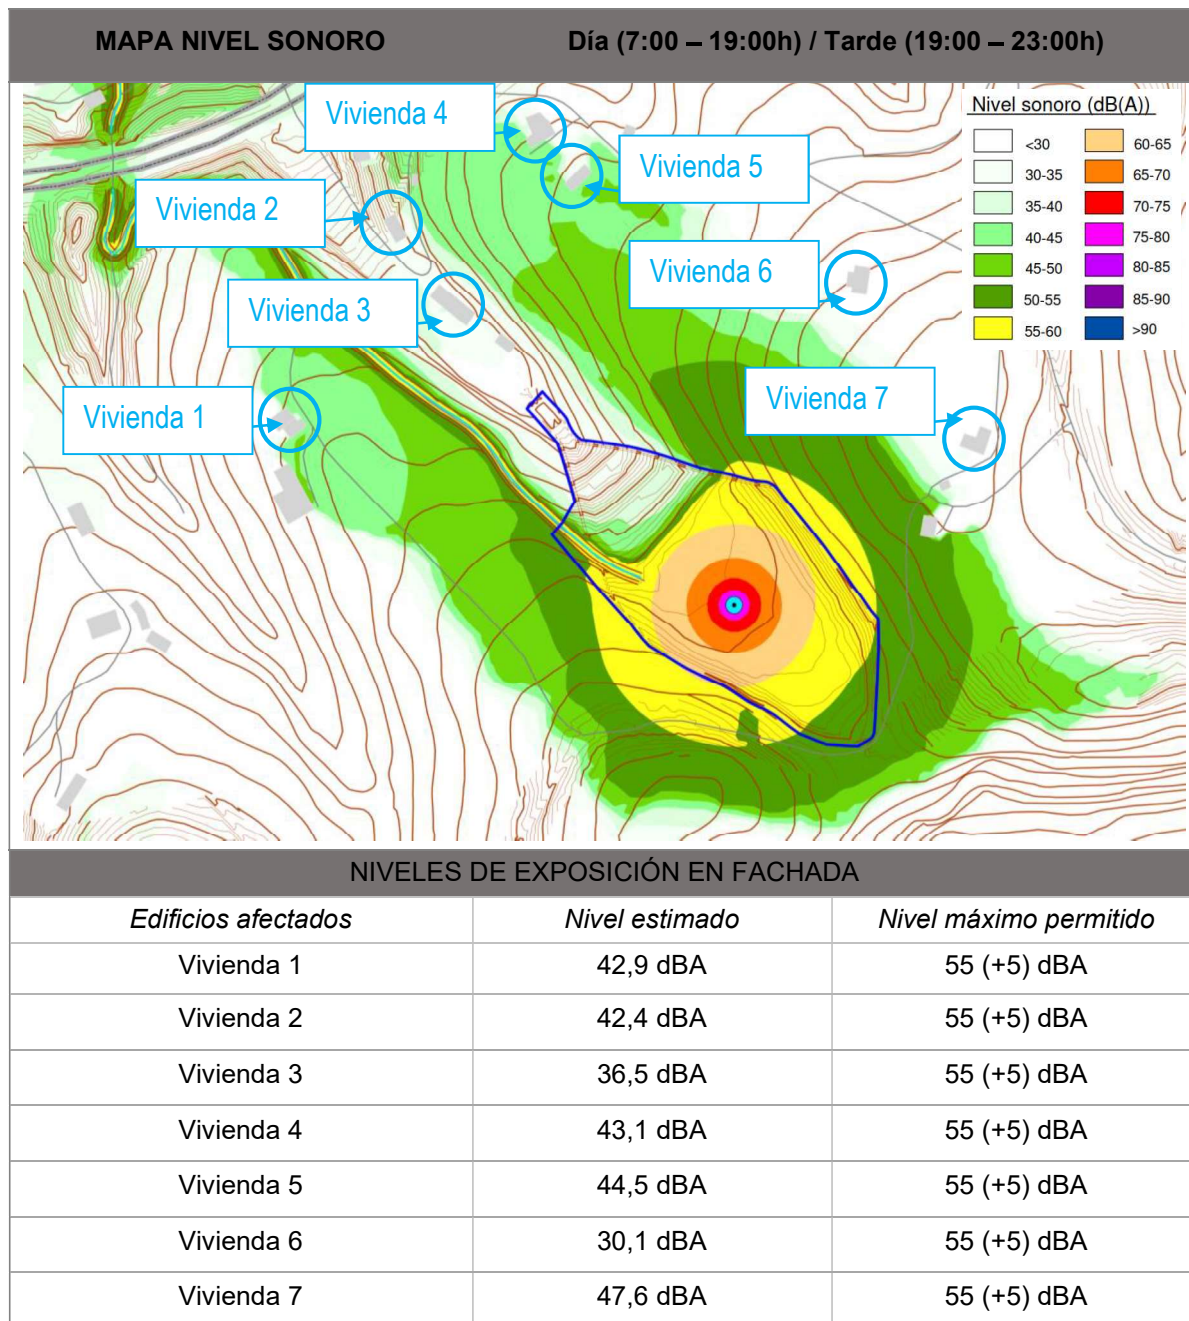 MAPA NIVEL SONORO Día (7:00 – 19:00h) / Tarde (19:00 – 23:00h)
Vivienda 4
Vivienda 5
Vivienda 2
Vivienda 6
Vivienda 3
Vivienda 7
Vivienda 1
Nivel sonoro (dB(A))
<30 60-65
30-35 65-70
35-40 70-75
40-45 75-80
45-50 80-85
50-55 85-90
55-60 >90
NIVELES DE EXPOSICIÓN EN FACHADA
Edificios afectados Nivel estimado Nivel máximo permitido
Vivienda 1 42,9 dBA 55 (+5) dBA
Vivienda 2 42,4 dBA 55 (+5) dBA
Vivienda 3 36,5 dBA 55 (+5) dBA
Vivienda 4 43,1 dBA 55 (+5) dBA
Vivienda 5 44,5 dBA 55 (+5) dBA
Vivienda 6 30,1 dBA 55 (+5) dBA
Vivienda 7 47,6 dBA 55 (+5) dBA